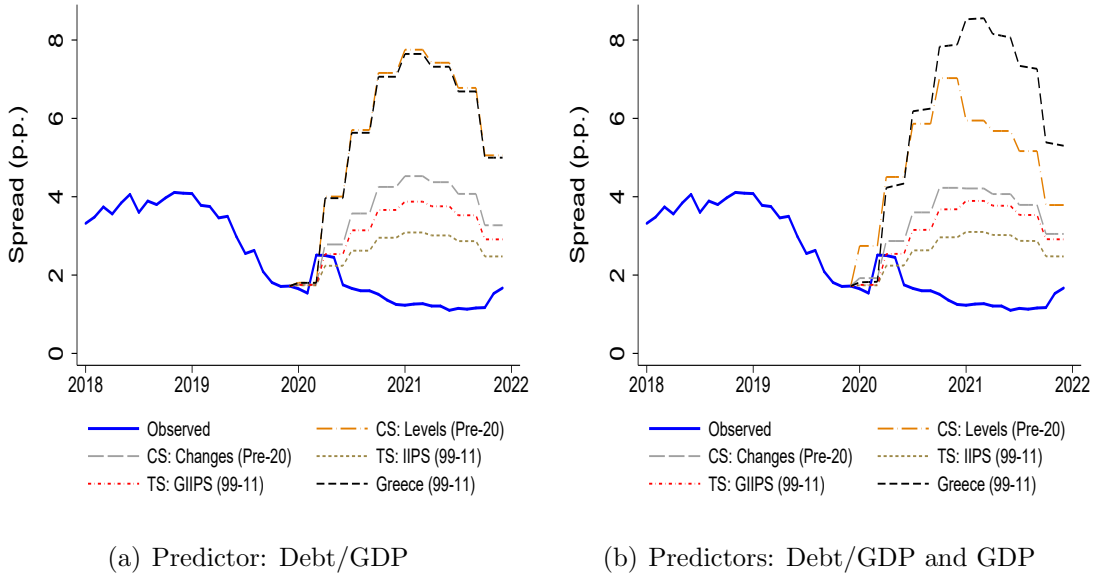 Spread (p.p.)
8
6
4
2
0
2018 2019 2020 2021 2022
Observed
CS: Levels (Pre-20)
CS: Changes (Pre-20)
TS: IIPS (99-11)
TS: GIIPS (99-11)
Greece (99-11)
(a) Predictor: Debt/GDP
Spread (p.p.)
8
6
4
2
0
2018 2019 2020 2021 2022
Observed
CS: Levels (Pre-20)
CS: Changes (Pre-20)
TS: IIPS (99-11)
TS: GIIPS (99-11)
Greece (99-11)
(b) Predictors: Debt/GDP and GDP